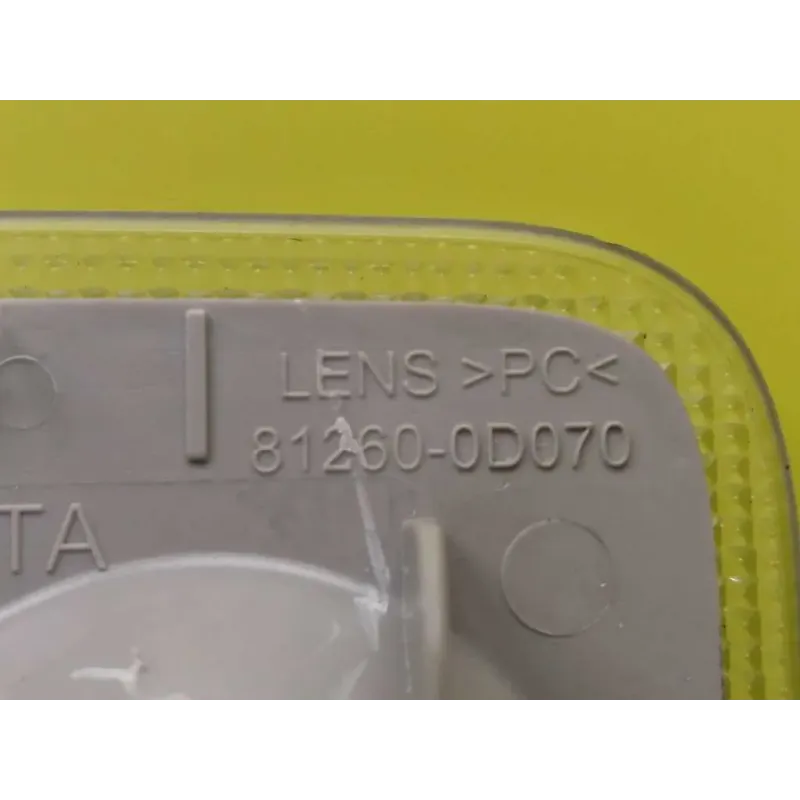 LENS >PC<
81260-0D070
TA